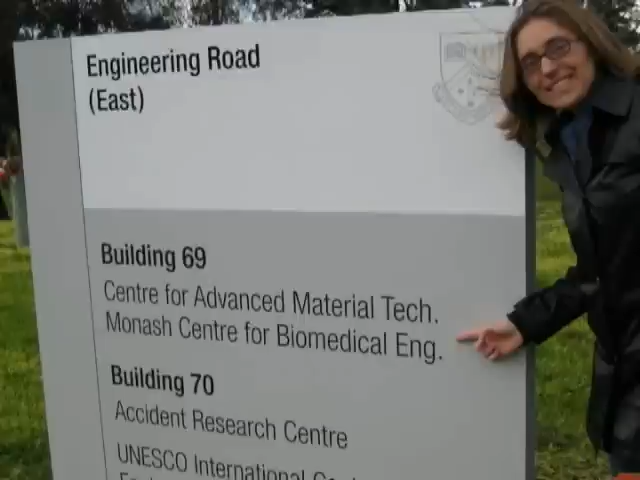 Engineering Road
(East)
Building 69
Centre for Advanced Material Tech.
Monash Centre for Biomedical Eng.
Building 70
Accident Research Centre
UNESCO International